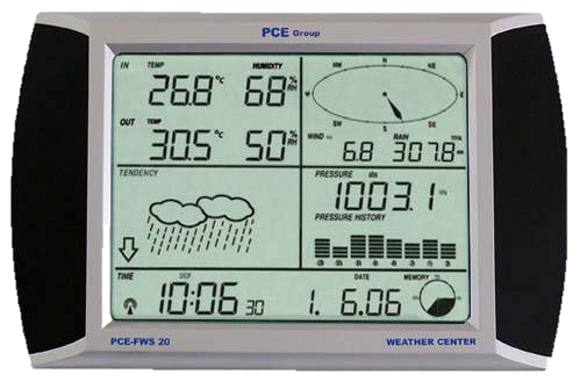 PCE Group
IN TEMP HUMIDITY
26.8 °C 68 % RH
OUT TEMP
30.5 °C 50 % RH
N
NW NE
W E
SW SE
S
WIND RAIN TOTAL
6.8 307.8
TENDENCY
PRESSURE abs
1003.1
PRESSURE HISTORY
TIME DCF DATE MEMORY
10:06 30 1. 6.06
PCE-FWS 20 WEATHER CENTER